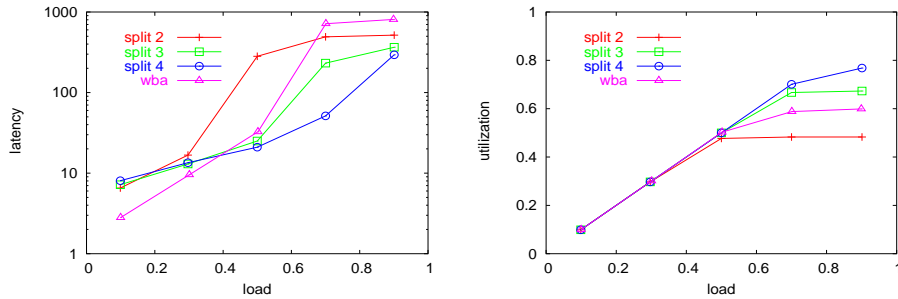 1000
100
10
1
latency
split 2
split 3
split 4
wba
0 0.2 0.4 0.6 0.8 1
load
1
0.8
0.6
0.4
0.2
0
utilization
split 2
split 3
split 4
wba
0 0.2 0.4 0.6 0.8 1
load